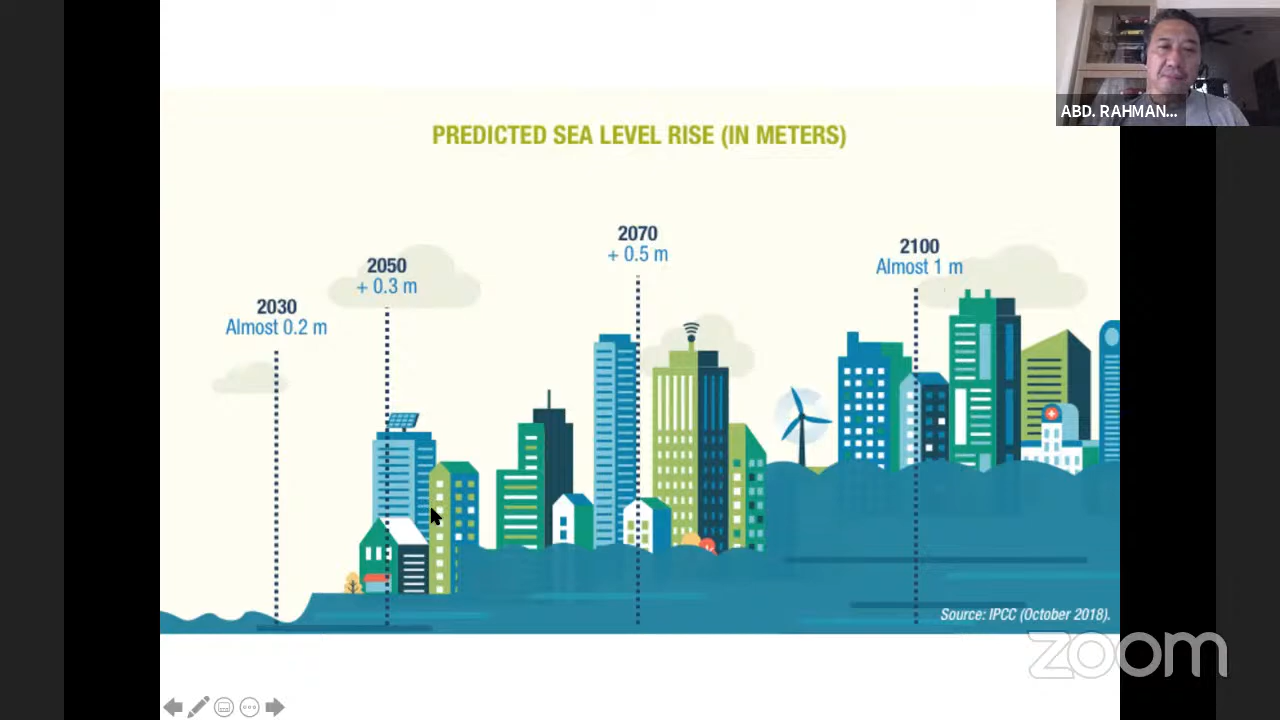 ABD. RAHMAN...
PREDICTED SEA LEVEL RISE (IN METERS)
2030
Almost 0.2 m
2050
+ 0.3 m
2070
+ 0.5 m
2100
Almost 1 m
Source: IPCC (October 2018).
zoom